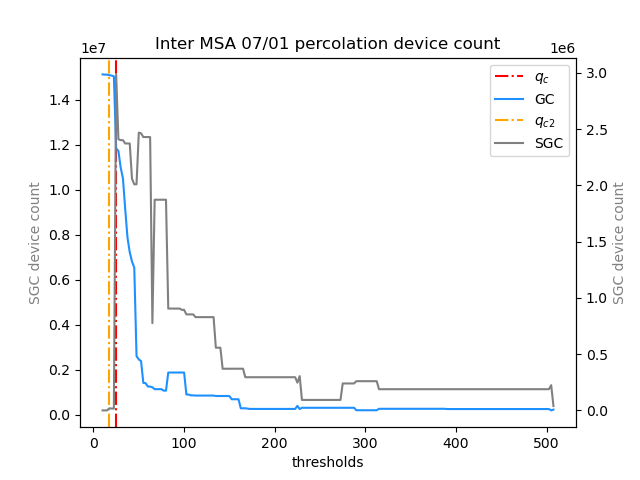 Inter MSA 07/01 percolation device count
1e7
1e6
SGC device count
1.4
1.2
1.0
0.8
0.6
0.4
0.2
0.0
3.0
2.5
2.0
1.5
1.0
0.5
0.0
SGC device count
q_c
GC
q_{c2}
SGC
0 100 200 300 400 500
thresholds